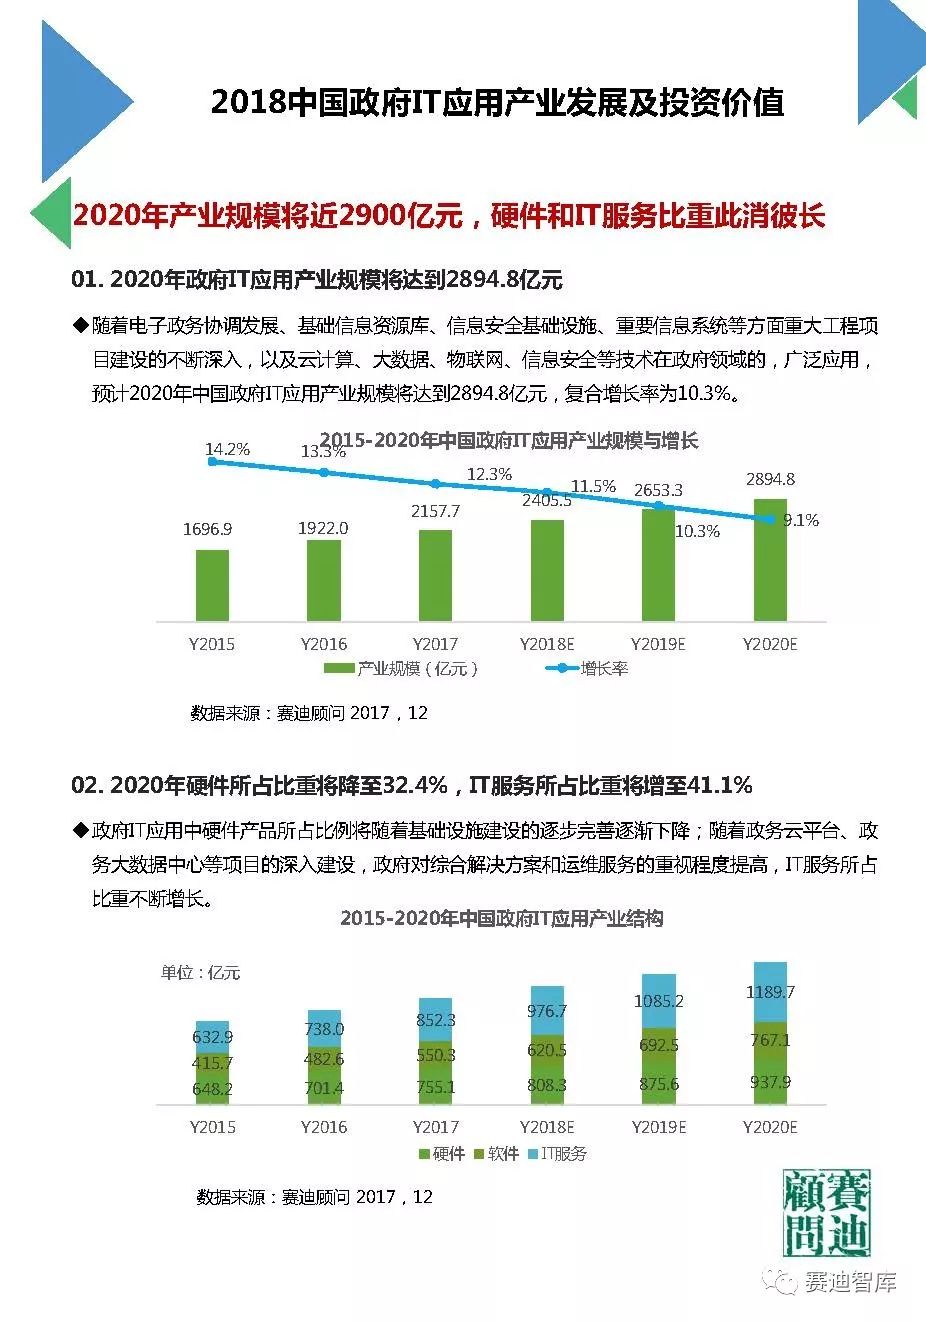 2018中国政府IT应用产业发展及投资价值
2020年产业规模将近2900亿元，硬件和IT服务比重此消彼长
01. 2020年政府IT应用产业规模将达到2894.8亿元
◆随着电子政务协调发展、基础信息资源库、信息安全基础设施、重要信息系统等方面重大工程项
目建设的不断深入，以及云计算、大数据、物联网、信息安全等技术在政府领域的，广泛应用，
预计2020年中国政府IT应用产业规模将达到2894.8亿元，复合增长率为10.3%。
2015-2020年中国政府IT应用产业规模与增长
14.2% 13.3% 12.3% 11.5% 10.3% 9.1%
1696.9 1922.0 2157.7 2405.5 2653.3 2894.8
Y2015 Y2016 Y2017 Y2018E Y2019E Y2020E
产业规模（亿元） 增长率
数据来源：赛迪顾问 2017，12
02. 2020年硬件所占比重将降至32.4%，IT服务所占比重将增至41.1%
◆政府IT应用中硬件产品所占比例将随着基础设施建设的逐步完善逐渐下降；随着政务云平台、政
务大数据中心等项目的深入建设，政府对综合解决方案和运维服务的重视程度提高，IT服务所占
比重不断增长。
2015-2020年中国政府IT应用产业结构
单位：亿元
632.9 738.0 852.3 976.7 1085.2 1189.7
415.7 482.6 550.3 620.5 692.5 767.1
648.2 701.4 755.1 808.3 875.6 937.9
Y2015 Y2016 Y2017 Y2018E Y2019E Y2020E
硬件 软件 IT服务
数据来源：赛迪顾问 2017，12
賽迪
顧問
赛迪智库